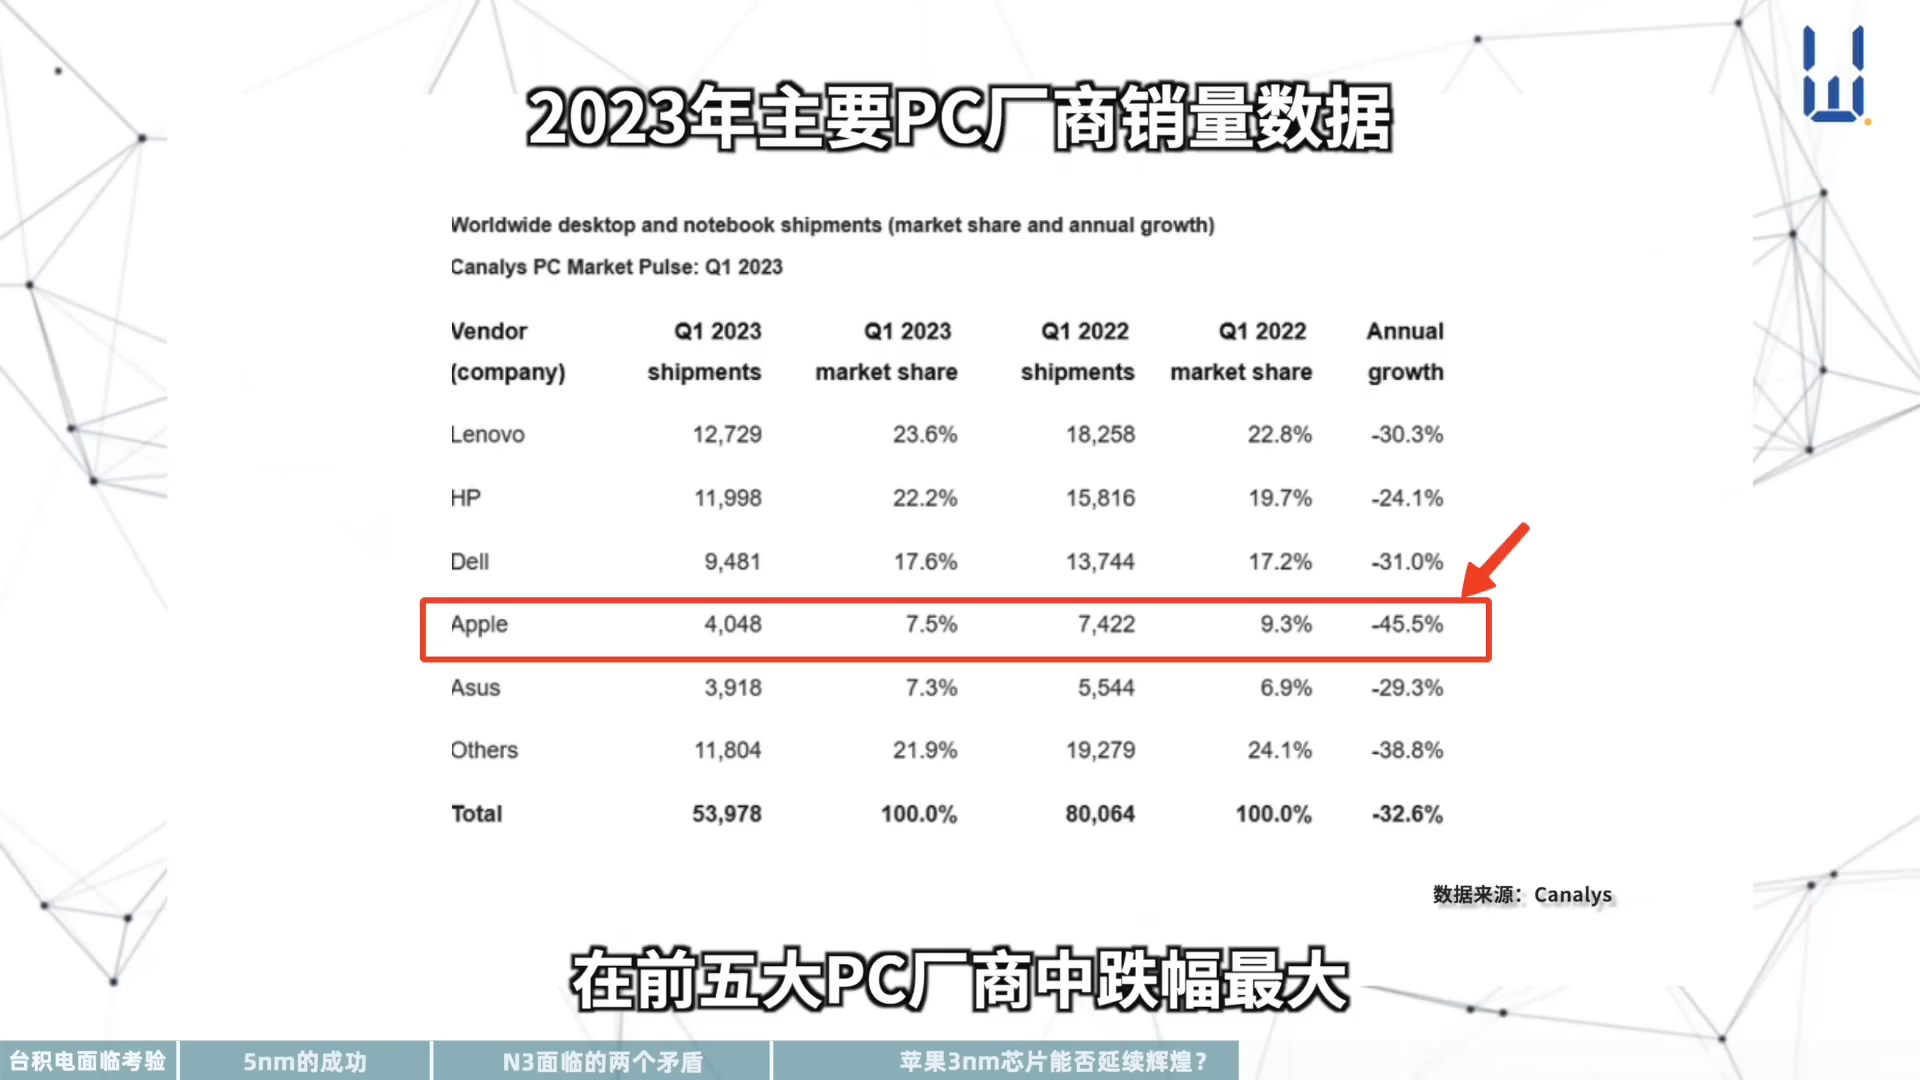 2023年主要PC厂商销量数据
Worldwide desktop and notebook shipments (market share and annual growth)
Canalys PC Market Pulse: Q1 2023
Vendor (company) Q1 2023 shipments Q1 2023 market share Q1 2022 shipments Q1 2022 market share Annual growth
Lenovo 12,729 23.6% 18,258 22.8% -30.3%
HP 11,998 22.2% 15,816 19.7% -24.1%
Dell 9,481 17.6% 13,744 17.2% -31.0%
Apple 4,048 7.5% 7,422 9.3% -45.5%
Asus 3,918 7.3% 5,544 6.9% -29.3%
Others 11,804 21.9% 19,279 24.1% -38.8%
Total 53,978 100.0% 80,064 100.0% -32.6%
数据来源：Canalys
在前五大PC厂商中跌幅最大
台积电面临考验 5nm的成功 N3面临的两个矛盾 苹果3nm芯片能否延续辉煌？